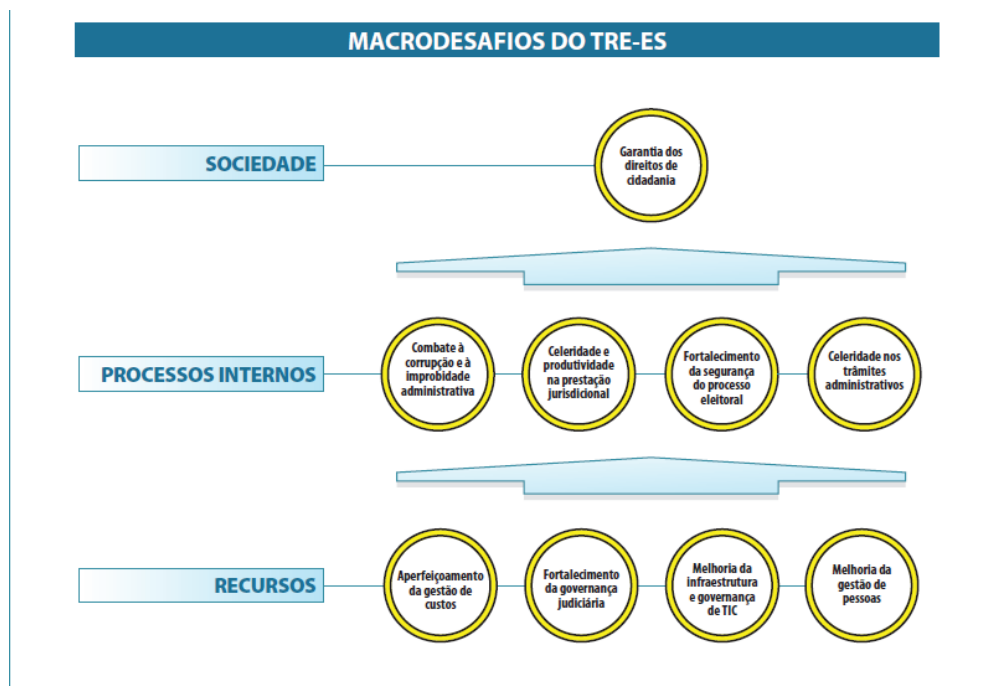 MACRODESAFIOS DO TRE-ES
SOCIEDADE
Garantia dos
direitos de
cidadania
PROCESSOS INTERNOS
Combate à
corrupção e à
improbidade
administrativa
Celeridade e
produtividade
na prestação
jurisdicional
Fortalecimento
da segurança
do processo
eleitoral
Celeridade nos
trâmites
administrativos
RECURSOS
Aperfeiçoamento
da gestão de
custos
Fortalecimento
da governança
judiciária
Melhoria da
infraestrutura
e governança
de TIC
Melhoria da
gestão de
pessoas